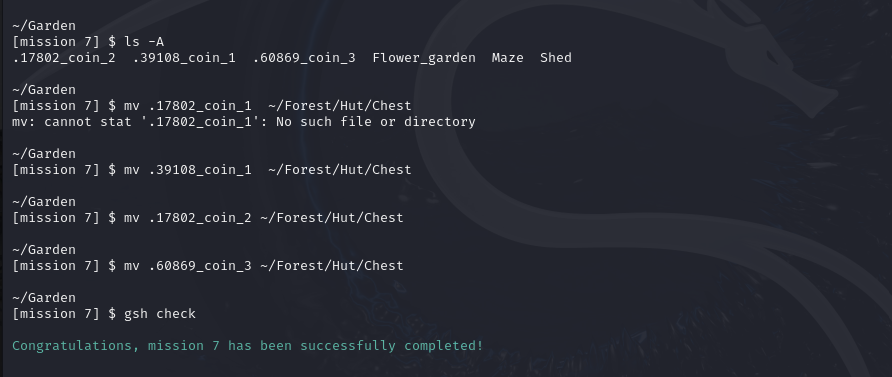 ~/Garden
[mission 7] $ ls -A
.17802_coin_2  .39108_coin_1  .60869_coin_3  Flower_garden  Maze  Shed
~/Garden
[mission 7] $ mv .17802_coin_1  ~/Forest/Hut/Chest
mv: cannot stat '.17802_coin_1': No such file or directory
~/Garden
[mission 7] $ mv .39108_coin_1  ~/Forest/Hut/Chest
~/Garden
[mission 7] $ mv .17802_coin_2 ~/Forest/Hut/Chest
~/Garden
[mission 7] $ mv .60869_coin_3 ~/Forest/Hut/Chest
~/Garden
[mission 7] $ gsh check
Congratulations, mission 7 has been successfully completed!